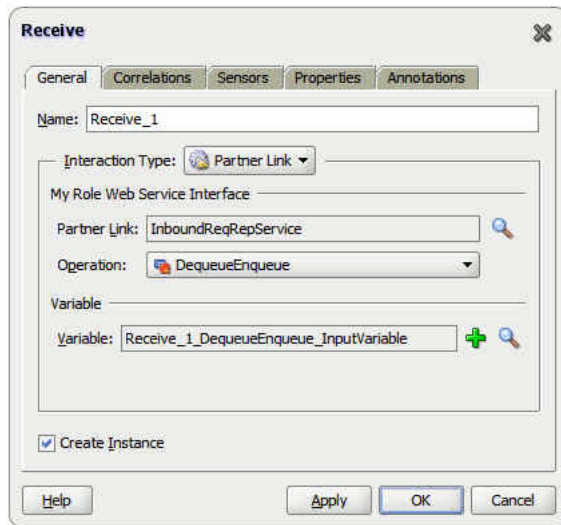 Receive
General Correlations Sensors Properties Annotations
Name: Receive_1
Interaction Type: Partner Link
My Role Web Service Interface
Partner Link: InboundReqRepService
Operation: DequeueEnqueue
Variable
Variable: Receive_1_DequeueEnqueue_InputVariable
Create Instance
Help Apply OK Cancel